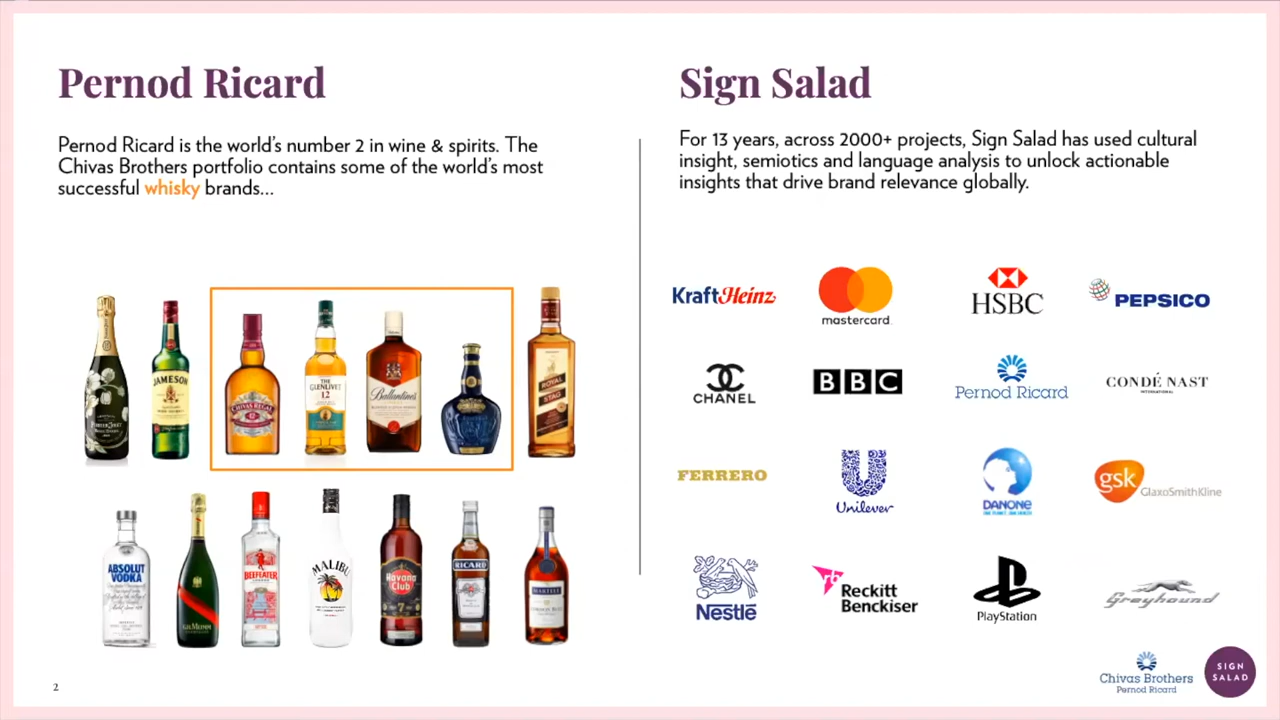 Pernod Ricard
Pernod Ricard is the world's number 2 in wine & spirits. The
Chivas Brothers portfolio contains some of the world's most
successful whisky brands...
JAMESON
CHIVAS REGAL
THE
GLENLIVET
12
Ballantine's
ROYAL
STAG
ABSOLUT
VODKA
G.H. MUMM
BEEFEATER
MALIBU
Havana
Club
7
RICARD
MARTELL
2
Sign Salad
For 13 years, across 2000+ projects, Sign Salad has used cultural
insight, semiotics and language analysis to unlock actionable
insights that drive brand relevance globally.
KraftHeinz
mastercard.
HSBC
PEPSICO
CHANEL
BBC
Pernod Ricard
CONDÉ NAST
INTERNATIONAL
FERRERO
Unilever
DANONE
gsk
GlaxoSmithKline
Nestlé
rb
Reckitt
Benckiser
PlayStation
Greyhound
Chivas Brothers
Pernod Ricard
SIGN
SALAD